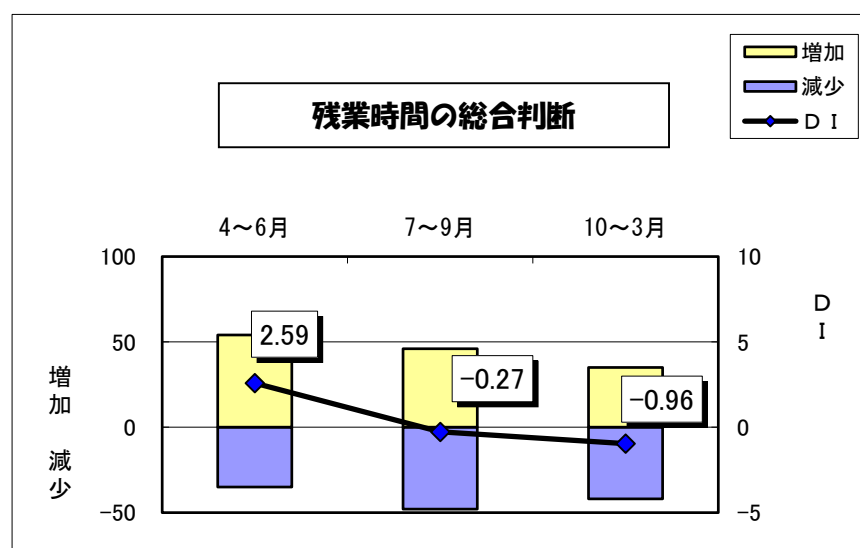 増加
減少
ＤＩ
残業時間の総合判断
4～6月
7～9月
10～3月
100
50
0
-50
10
5
0
-5
増加
減少
ＤＩ
2.59
-0.27
-0.96